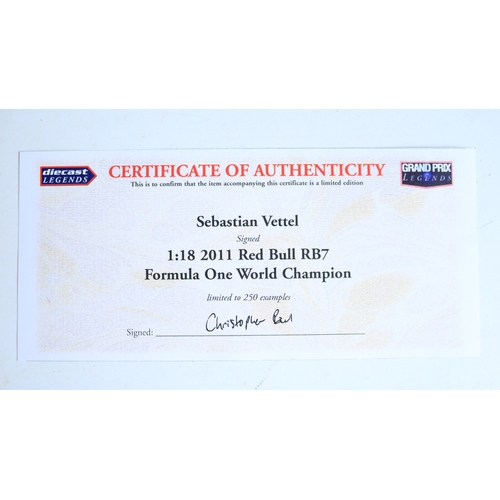 diecast
LEGENDS
CERTIFICATE OF AUTHENTICITY
GRAND PRIX
LEGENDS
This is to confirm that the item accompanying this certificate is a limited edition
Sebastian Vettel
Signed
1:18 2011 Red Bull RB7
Formula One World Champion
limited to 250 examples
Signed: Christopher